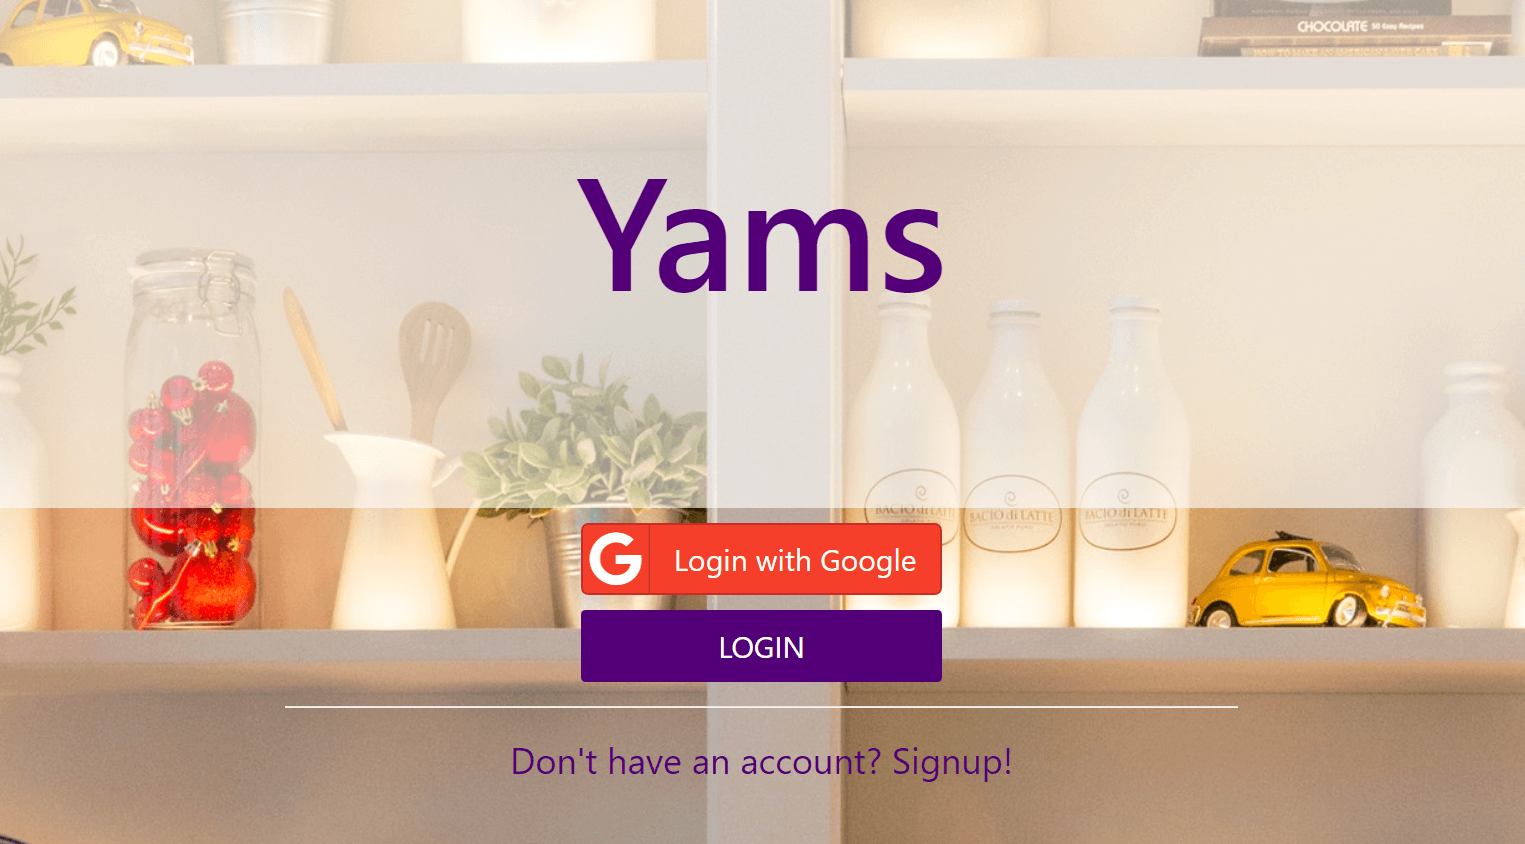 CHOCOLATE 50 Easy Recipes
Yams
BACIO di LATTE
BACIO di LATTE
BACIO di LATTE
Login with Google
LOGIN
Don't have an account? Signup!